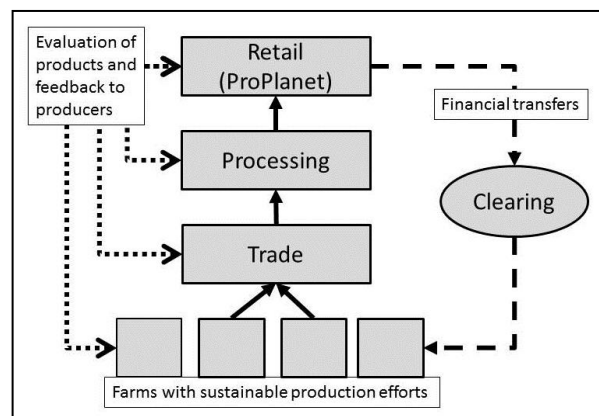 Evaluation of
products and
feedback to
producers
Retail
(ProPlanet)
Financial transfers
Processing
Clearing
Trade
Farms with sustainable production efforts